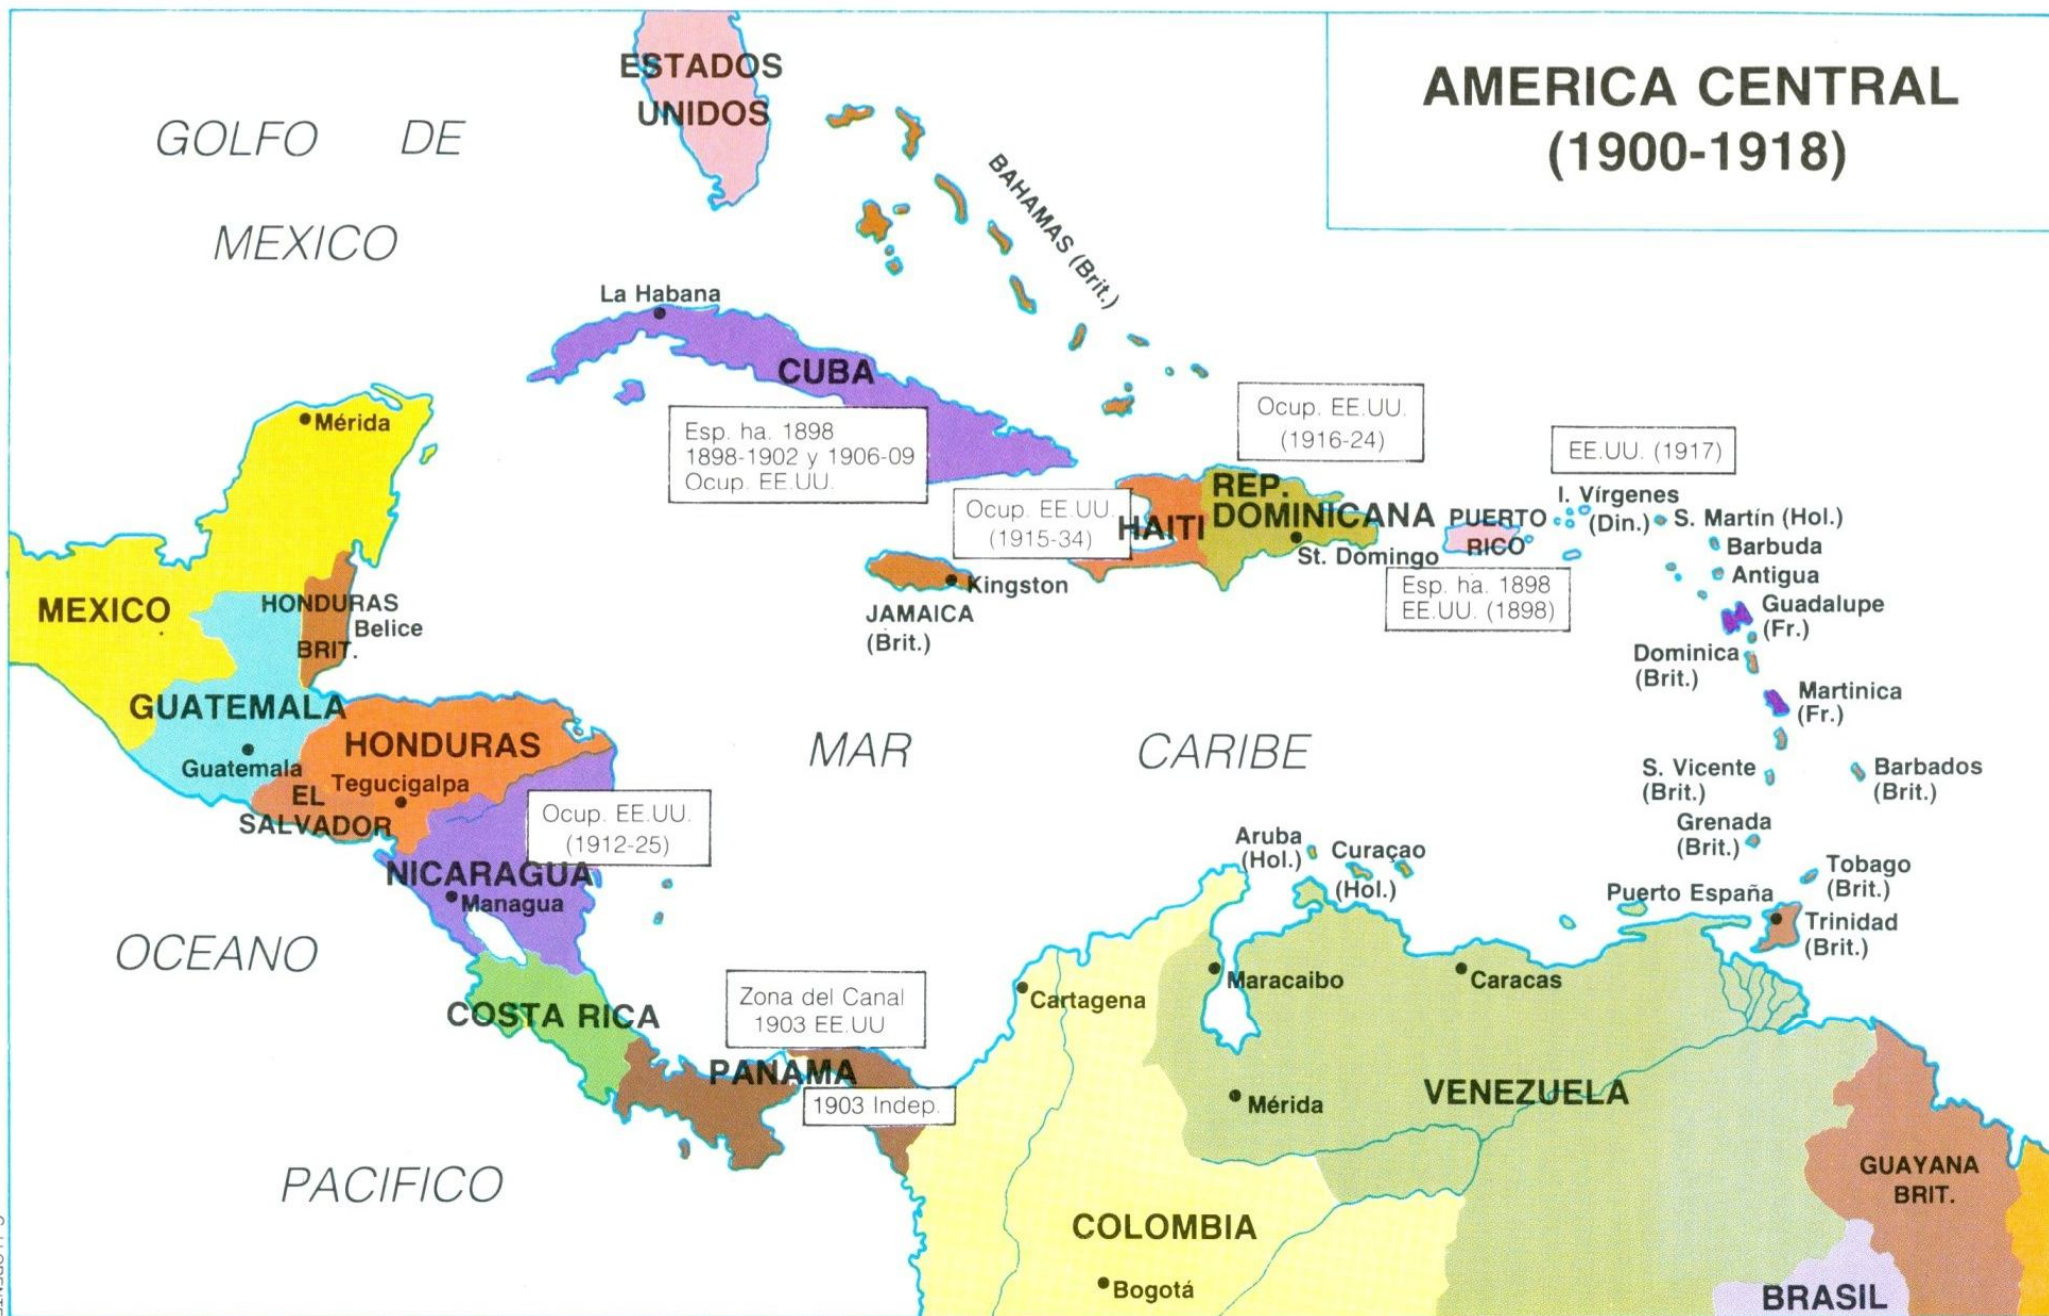 AMERICA CENTRAL
(1900-1918)
ESTADOS
UNIDOS
GOLFO DE
MEXICO
BAHAMAS (Brit.)
La Habana
CUBA
Esp. ha. 1898
1898-1902 y 1906-09
Ocup. EE.UU.
Mérida
Ocup. EE.UU.
(1916-24)
EE.UU. (1917)
Ocup. EE.UU.
(1915-34)
HAITI
REP.
DOMINICANA
St. Domingo
PUERTO
RICO
I. Vírgenes
(Din.)
S. Martín (Hol.)
Barbuda
Antigua
Esp. ha. 1898
EE.UU. (1898)
Guadalupe
(Fr.)
Kingston
JAMAICA
(Brit.)
MEXICO
HONDURAS
Belice
BRIT.
Dominica
(Brit.)
Martinica
(Fr.)
GUATEMALA
Guatemala
HONDURAS
Tegucigalpa
EL
SALVADOR
MAR CARIBE
S. Vicente
(Brit.)
Barbados
(Brit.)
Ocup. EE.UU.
(1912-25)
Grenada
(Brit.)
Aruba
(Hol.)
Curaçao
(Hol.)
Tobago
(Brit.)
NICARAGUA
Managua
Puerto España
Trinidad
(Brit.)
OCEANO
PACIFICO
COSTA RICA
Zona del Canal
1903 EE.UU
PANAMA
1903 Indep.
Cartagena
Maracaibo
Caracas
Mérida
VENEZUELA
GUAYANA
BRIT.
COLOMBIA
Bogotá
BRASIL